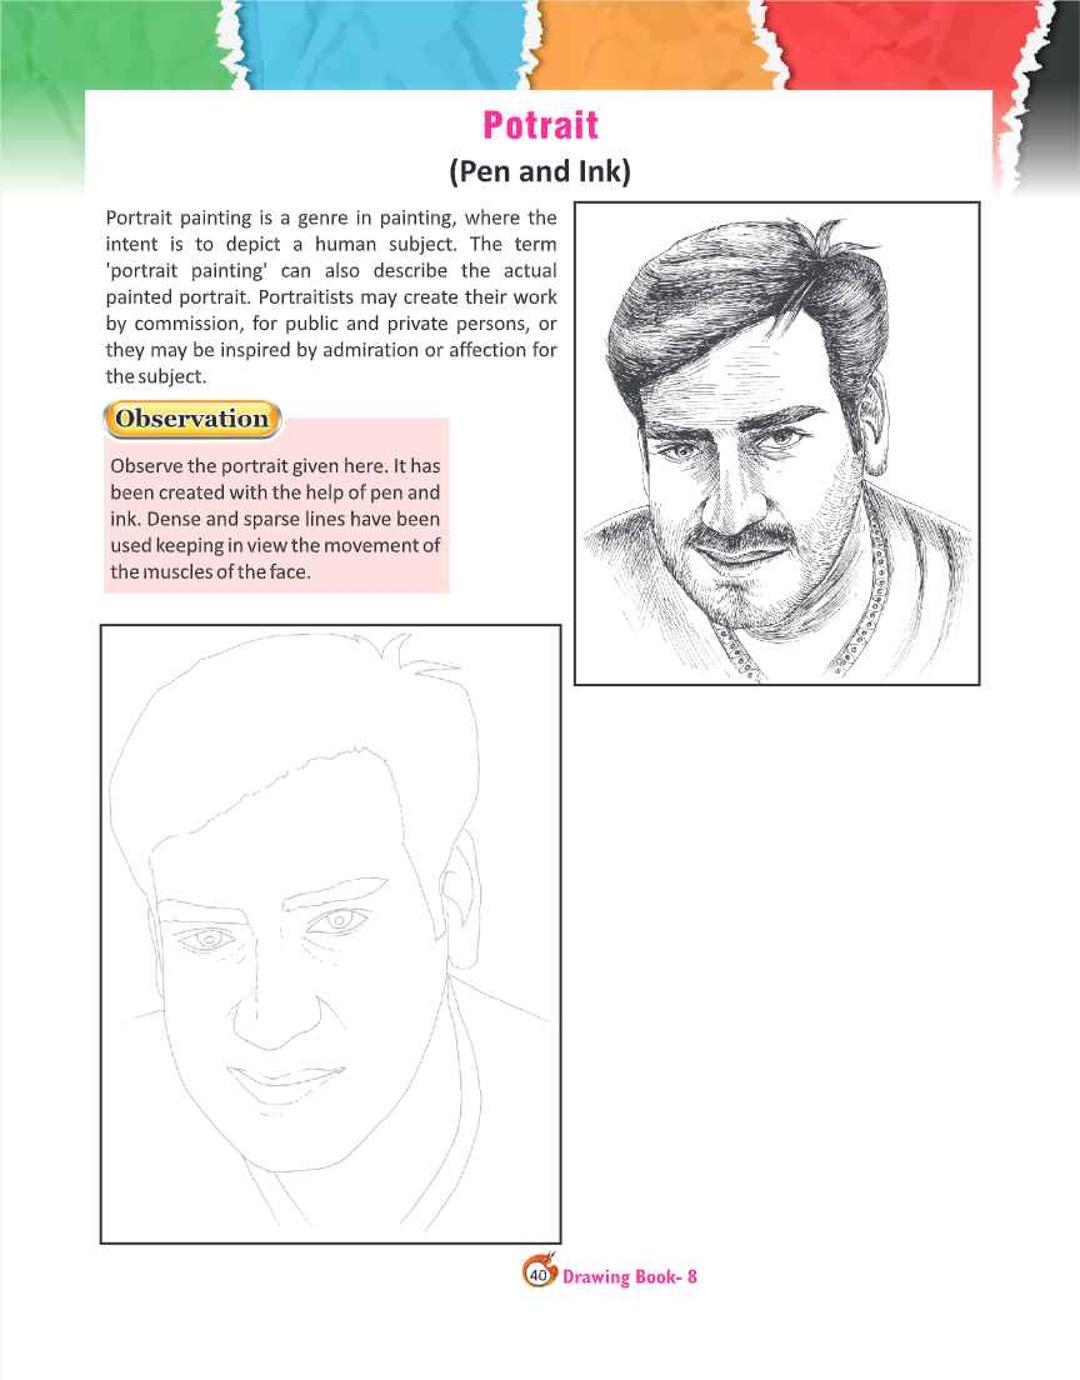 Potrait
(Pen and Ink)
Portrait painting is a genre in painting, where the
intent is to depict a human subject. The term
'portrait painting' can also describe the actual
painted portrait. Portraitists may create their work
by commission, for public and private persons, or
they may be inspired by admiration or affection for
the subject.
Observation
Observe the portrait given here. It has
been created with the help of pen and
ink. Dense and sparse lines have been
used keeping in view the movement of
the muscles of the face.
40 Drawing Book- 8